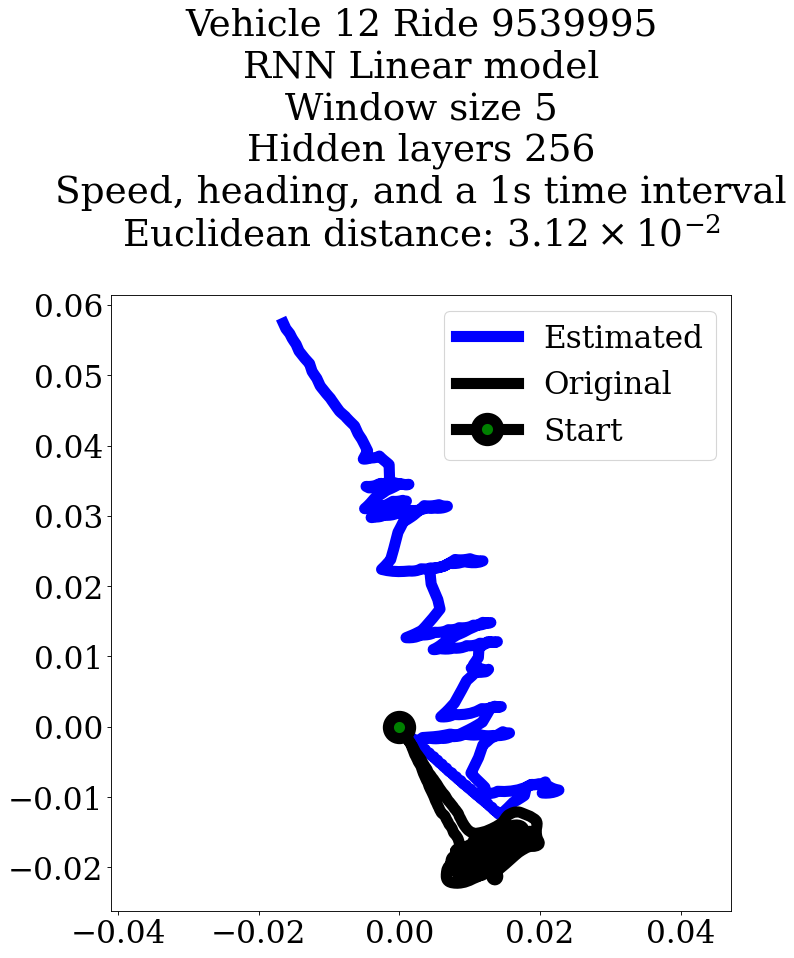 Vehicle 12 Ride 9539995
RNN Linear model
Window size 5
Hidden layers 256
Speed, heading, and a 1s time interval
Euclidean distance: 3.12 × 10⁻²
Estimated
Original
Start
0.06
0.05
0.04
0.03
0.02
0.01
0.00
−0.01
−0.02
−0.04 −0.02 0.00 0.02 0.04